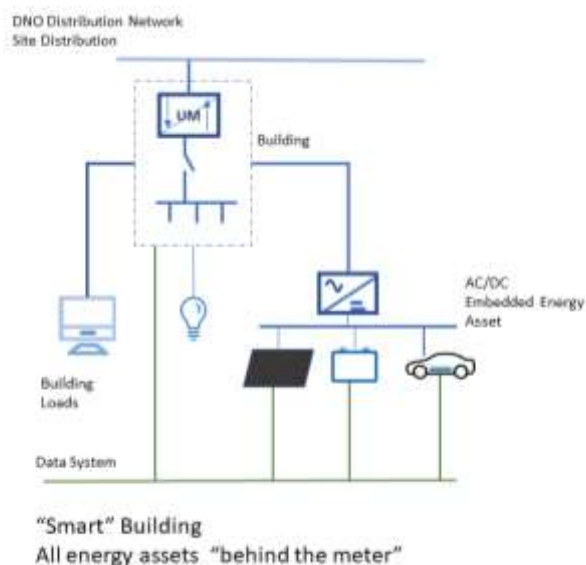 DNO Distribution Network
Site Distribution
UM
Building
AC/DC
Embedded Energy
Asset
Building
Loads
Data System
“Smart” Building
All energy assets “behind the meter”